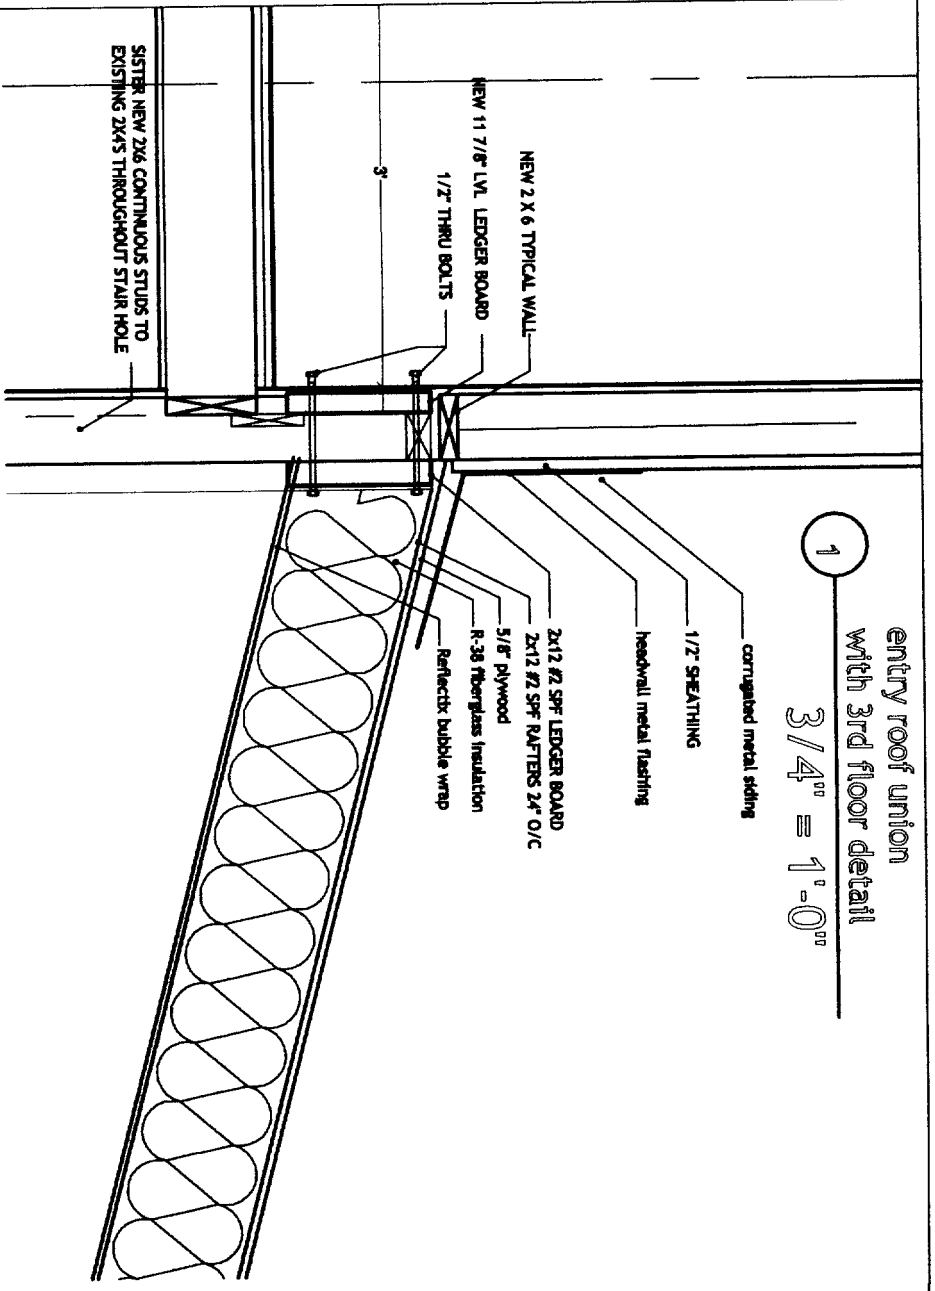 1
entry roof union
with 3rd floor detail
3/4" = 1'-0"
corrugated metal siding
1/2" SHEATHING
headwall metal flashing
2x12 #2 SPF LEDGER BOARD
2x12 #2 SPF RAFTERS 24" O/C
5/8" plywood
R-38 fiberglass insulation
Reflectix bubble wrap
NEW 2 X 6 TYPICAL WALL
NEW 11 7/8" LVL LEDGER BOARD
1/2" THRU BOLTS
3'
SISTER NEW 2X6 CONTINUOUS STUDS TO
EXISTING 2X4'S THROUGHOUT STAIR HOLE